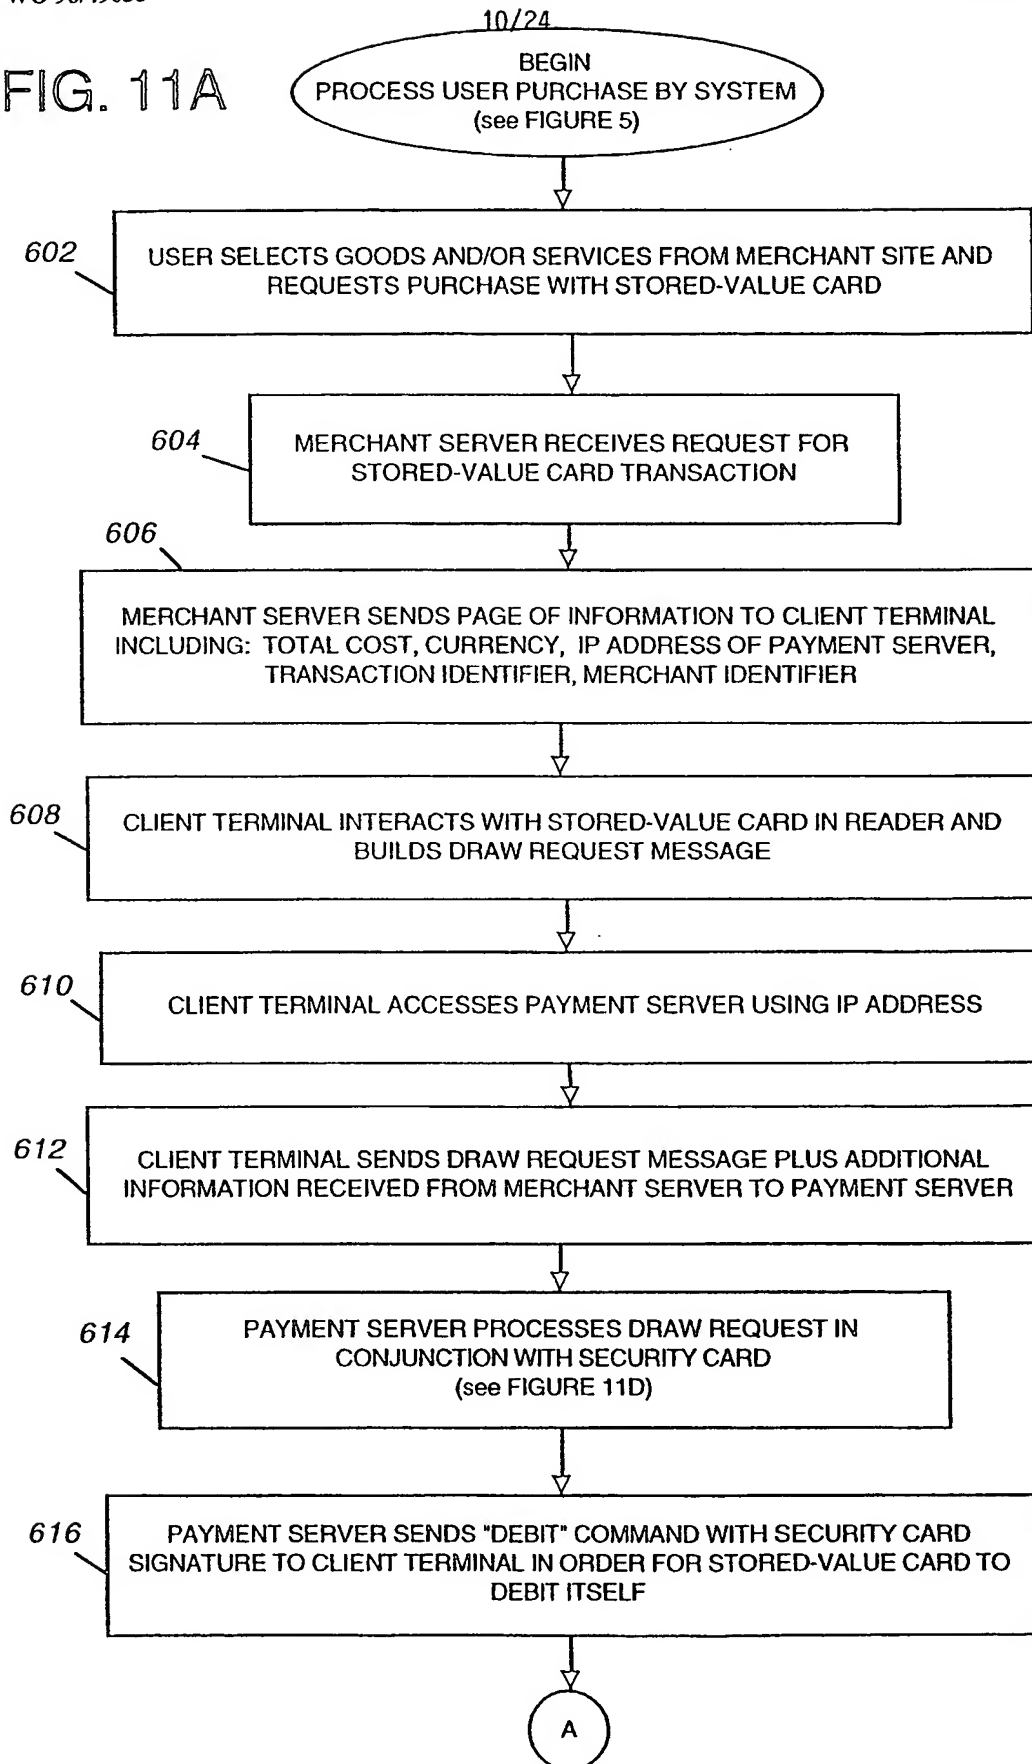 10/24
FIG. 11A
BEGIN
PROCESS USER PURCHASE BY SYSTEM
(see FIGURE 5)
602
USER SELECTS GOODS AND/OR SERVICES FROM MERCHANT SITE AND
REQUESTS PURCHASE WITH STORED-VALUE CARD
604
MERCHANT SERVER RECEIVES REQUEST FOR
STORED-VALUE CARD TRANSACTION
606
MERCHANT SERVER SENDS PAGE OF INFORMATION TO CLIENT TERMINAL
INCLUDING: TOTAL COST, CURRENCY, IP ADDRESS OF PAYMENT SERVER,
TRANSACTION IDENTIFIER, MERCHANT IDENTIFIER
608
CLIENT TERMINAL INTERACTS WITH STORED-VALUE CARD IN READER AND
BUILDS DRAW REQUEST MESSAGE
610
CLIENT TERMINAL ACCESSES PAYMENT SERVER USING IP ADDRESS
612
CLIENT TERMINAL SENDS DRAW REQUEST MESSAGE PLUS ADDITIONAL
INFORMATION RECEIVED FROM MERCHANT SERVER TO PAYMENT SERVER
614
PAYMENT SERVER PROCESSES DRAW REQUEST IN
CONJUNCTION WITH SECURITY CARD
(see FIGURE 11D)
616
PAYMENT SERVER SENDS "DEBIT" COMMAND WITH SECURITY CARD
SIGNATURE TO CLIENT TERMINAL IN ORDER FOR STORED-VALUE CARD TO
DEBIT ITSELF
A